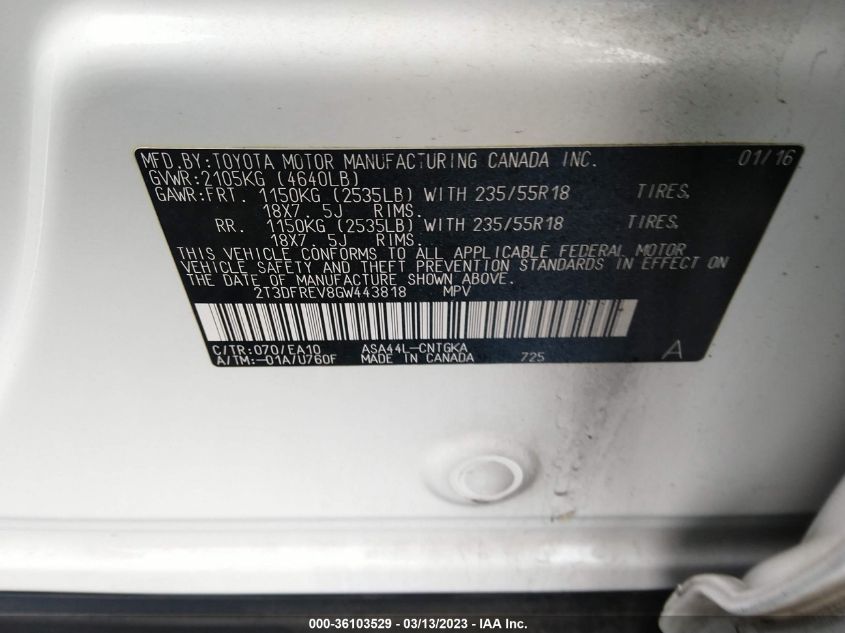 MFD.BY:TOYOTA MOTOR MANUFACTURING CANADA INC. 01/16
GVWR:2105KG (4640LB)
GAWR:FRT. 1150KG (2535LB) WITH 235/55R18 TIRES,
18X7.5J RIMS.
RR. 1150KG (2535LB) WITH 235/55R18 TIRES,
18X7.5J RIMS.
THIS VEHICLE CONFORMS TO ALL APPLICABLE FEDERAL MOTOR
VEHICLE SAFETY AND THEFT PREVENTION STANDARDS IN EFFECT ON
THE DATE OF MANUFACTURE SHOWN ABOVE.
2T3DFREV8GW443818 MPV
C/TR:070/EA10 ASA44L-CNTGKA
A/TM:-01A/U760F MADE IN CANADA 725 A
000-36103529 - 03/13/2023 - IAA Inc.